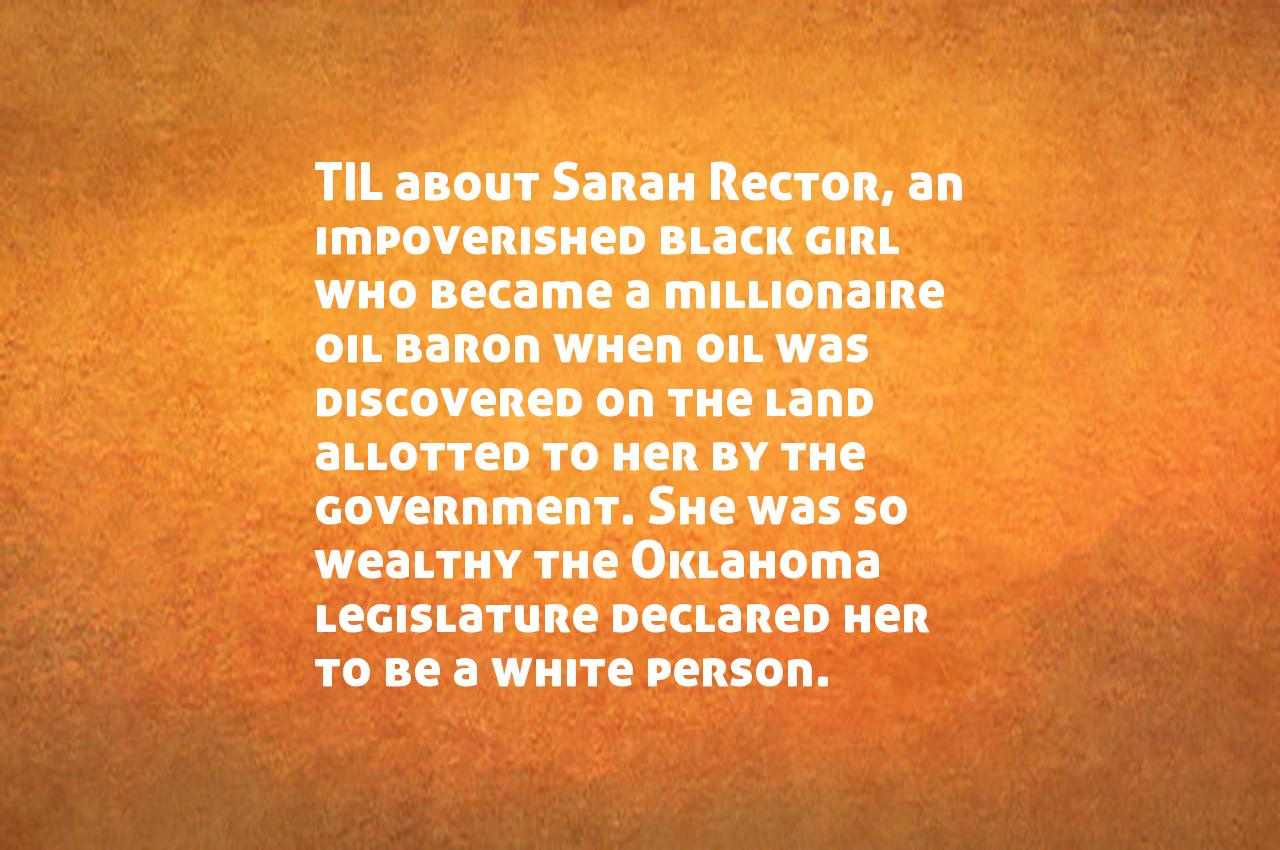 TIL about Sarah Rector, an
impoverished black girl
who became a millionaire
oil baron when oil was
discovered on the land
allotted to her by the
government. She was so
wealthy the Oklahoma
legislature declared her
to be a white person.